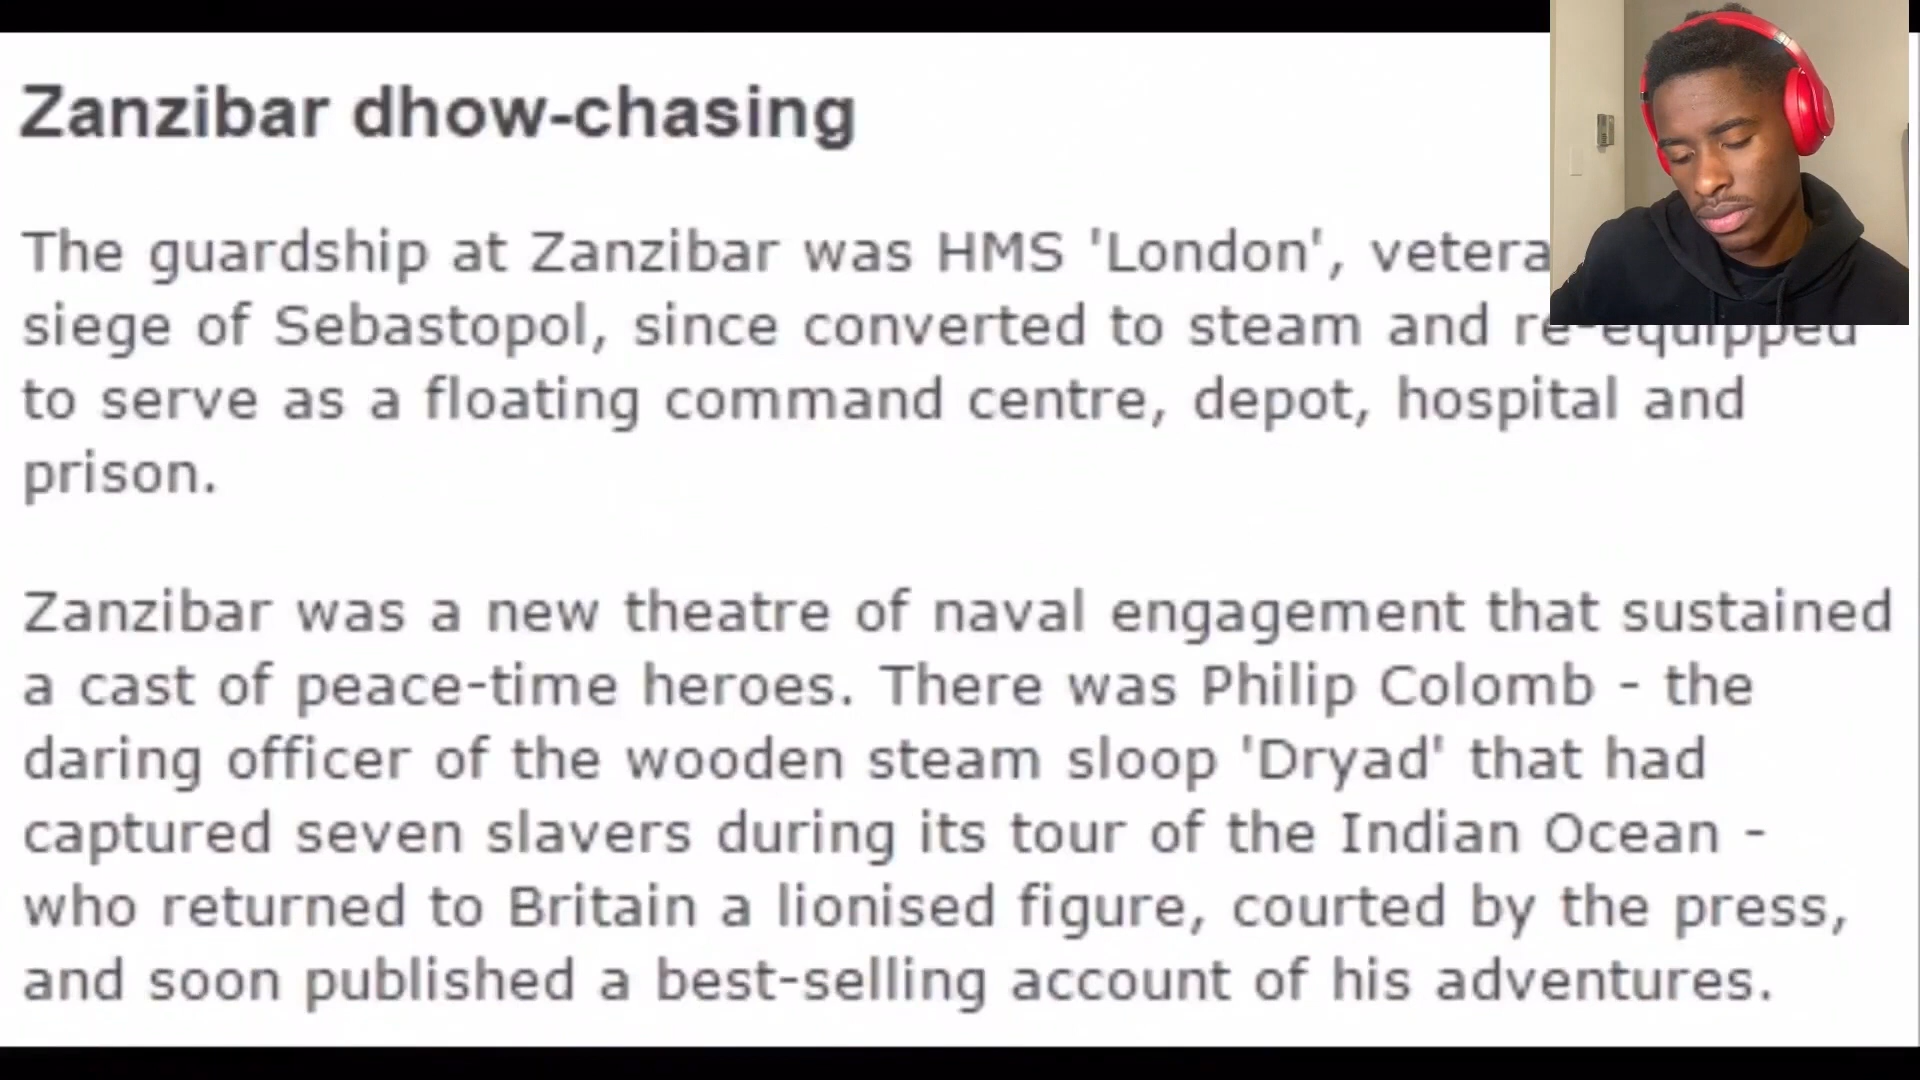 Zanzibar dhow-chasing
The guardship at Zanzibar was HMS 'London',
siege of Sebastopol, since converted to steam and re-equipped
to serve as a floating command centre, depot, hospital and
prison.
Zanzibar was a new theatre of naval engagement that sustained
a cast of peace-time heroes. There was Philip Colomb - the
daring officer of the wooden steam sloop 'Dryad' that had
captured seven slavers during its tour of the Indian Ocean -
who returned to Britain a lionised figure, courted by the press,
and soon published a best-selling account of his adventures.